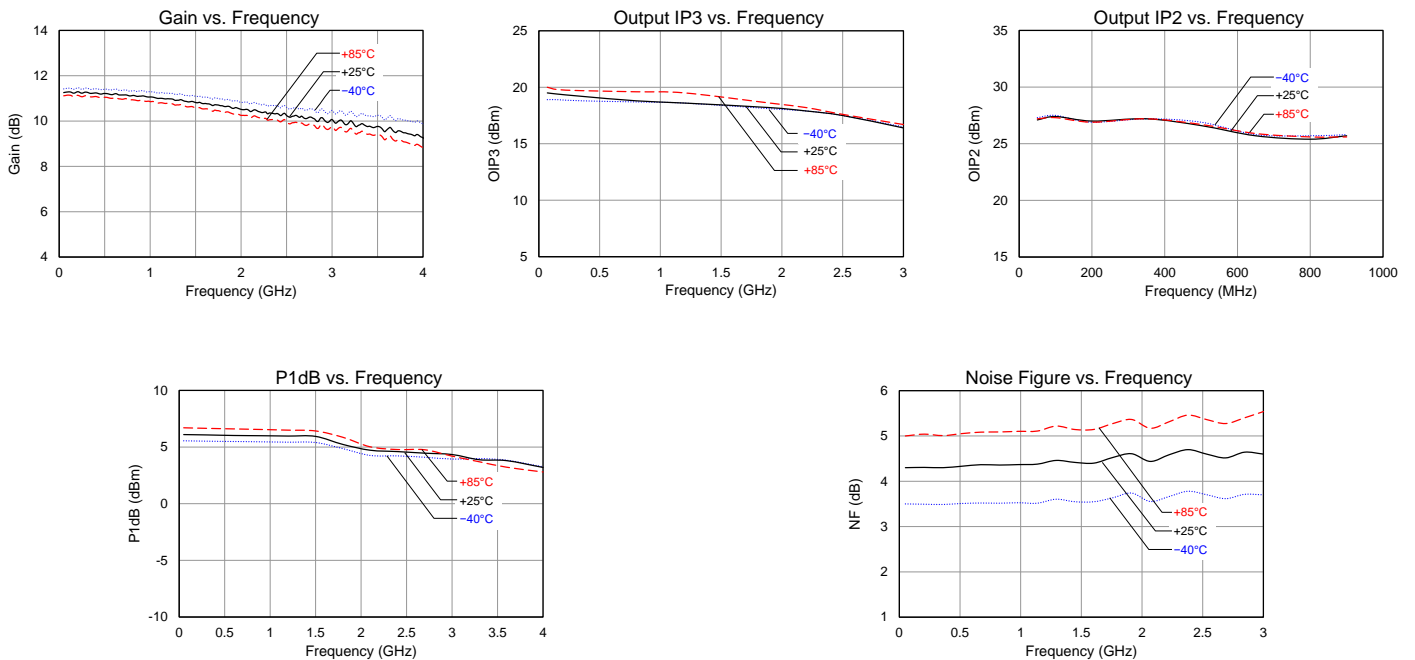 Gain vs. Frequency
14
12
10
8
6
4
Gain (dB)
+85°C
+25°C
−40°C
0
1
2
3
4
Frequency (GHz)
Output IP3 vs. Frequency
25
20
15
10
5
OIP3 (dBm)
−40°C
+25°C
+85°C
0
0.5
1
1.5
2
2.5
3
Frequency (GHz)
Output IP2 vs. Frequency
35
30
25
20
15
OIP2 (dBm)
−40°C
+25°C
+85°C
0
200
400
600
800
1000
Frequency (MHz)
P1dB vs. Frequency
10
5
0
-5
-10
P1dB (dBm)
+85°C
+25°C
−40°C
0
0.5
1
1.5
2
2.5
3
3.5
4
Frequency (GHz)
Noise Figure vs. Frequency
6
5
4
3
2
1
NF (dB)
+85°C
+25°C
−40°C
0
0.5
1
1.5
2
2.5
3
Frequency (GHz)